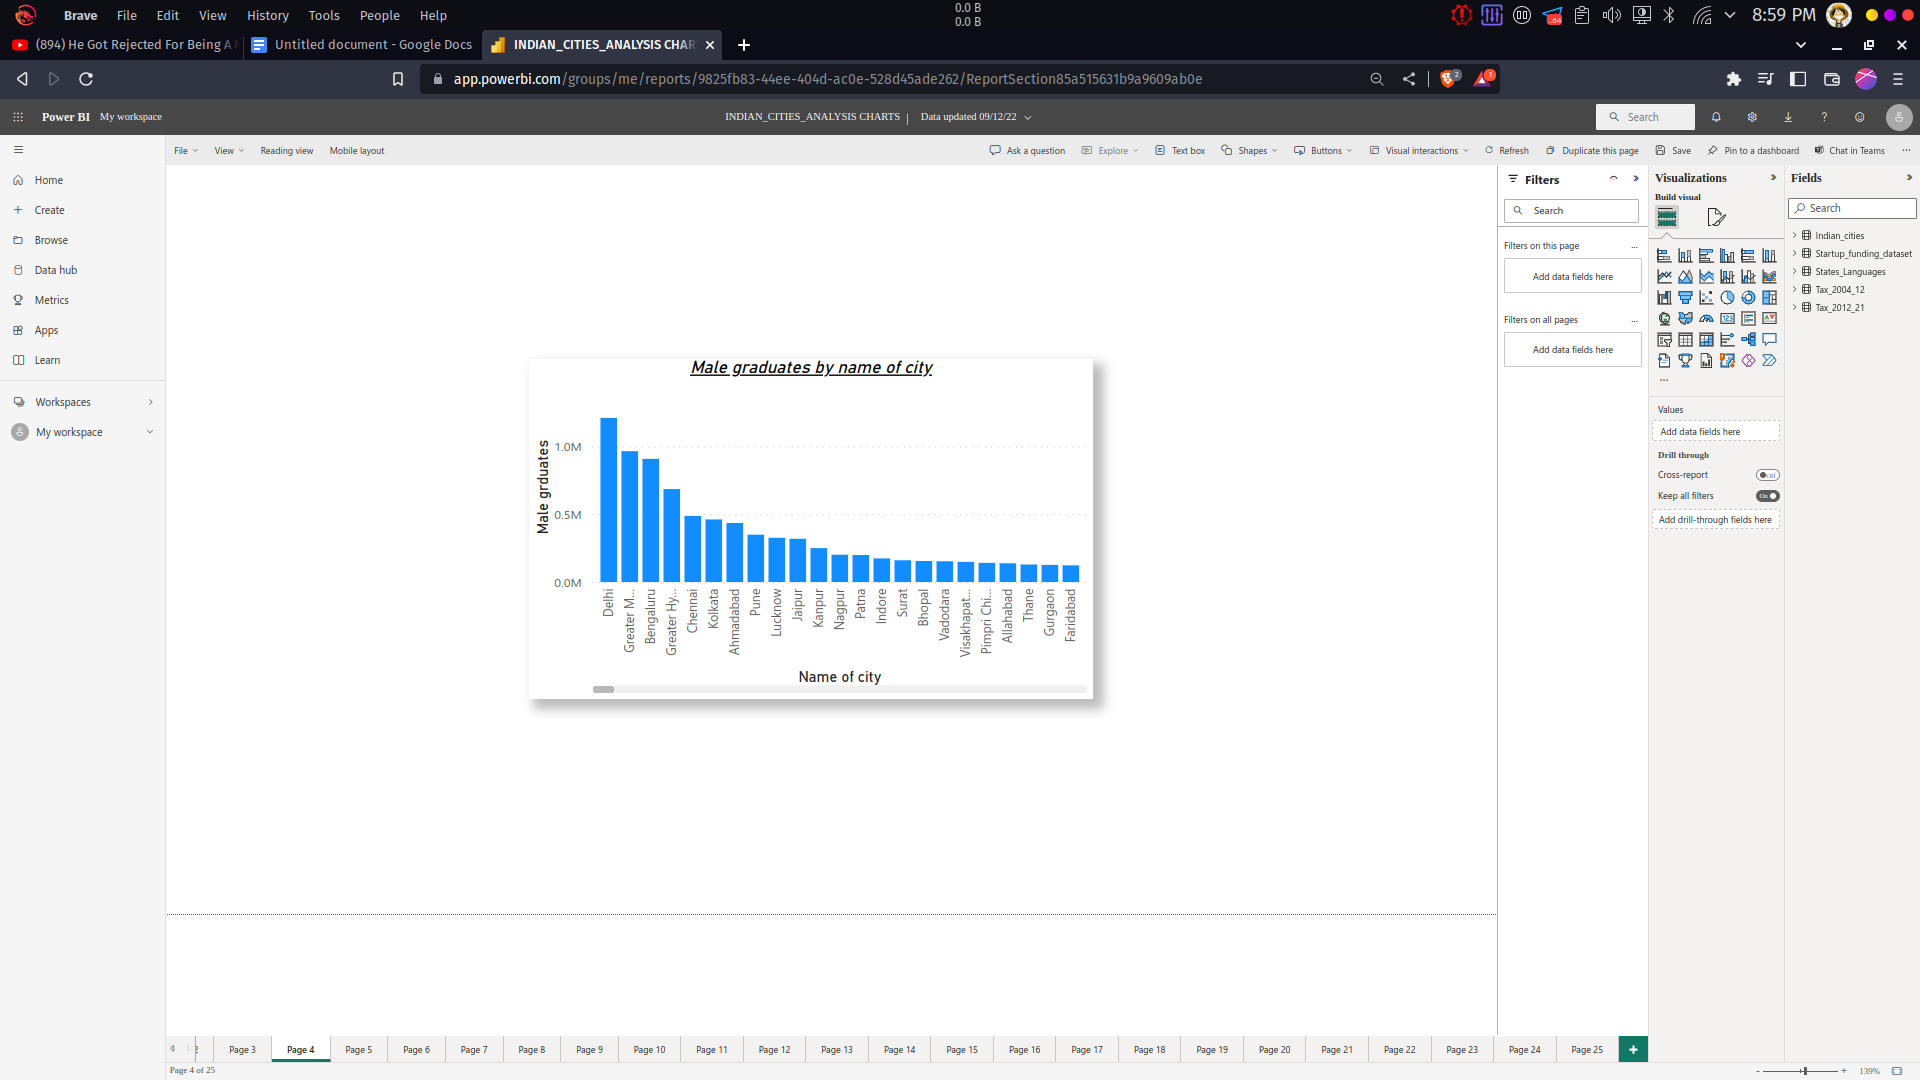 Brave File Edit View History Tools People Help
0.0 B
0.0 B
8:59 PM
(894) He Got Rejected For Being A
Untitled document - Google Docs
INDIAN_CITIES_ANALYSIS CHAR
app.powerbi.com/groups/me/reports/9825fb83-44ee-404d-ac0e-528d45ade262/ReportSection85a515631b9a9609ab0e
2
1
Power BI My workspace
INDIAN_CITIES_ANALYSIS CHARTS | Data updated 09/12/22
Search
File View Reading view Mobile layout
Ask a question Explore Text box Shapes Buttons Visual interactions Refresh Duplicate this page Save Pin to a dashboard Chat in Teams ...
Home
Create
Browse
Data hub
Metrics
Apps
Learn
Workspaces
My workspace
Male graduates by name of city
Male grduates
1.0M
0.5M
0.0M
Delhi
Greater M...
Bengaluru
Greater Hy...
Chennai
Kolkata
Ahmadabad
Pune
Lucknow
Jaipur
Kanpur
Nagpur
Patna
Indore
Surat
Bhopal
Vadodara
Visakhapat...
Pimpri Chi...
Allahabad
Thane
Gurgaon
Faridabad
Name of city
Filters
Search
Filters on this page ...
Add data fields here
Filters on all pages ...
Add data fields here
Visualizations
Build visual
123
...
Values
Add data fields here
Drill through
Cross-report Off
Keep all filters On
Add drill-through fields here
Fields
Search
Indian_cities
Startup_funding_dataset
States_Languages
Tax_2004_12
Tax_2012_21
2 Page 3 Page 4 Page 5 Page 6 Page 7 Page 8 Page 9 Page 10 Page 11 Page 12 Page 13 Page 14 Page 15 Page 16 Page 17 Page 18 Page 19 Page 20 Page 21 Page 22 Page 23 Page 24 Page 25 +
Page 4 of 25
- + 139%